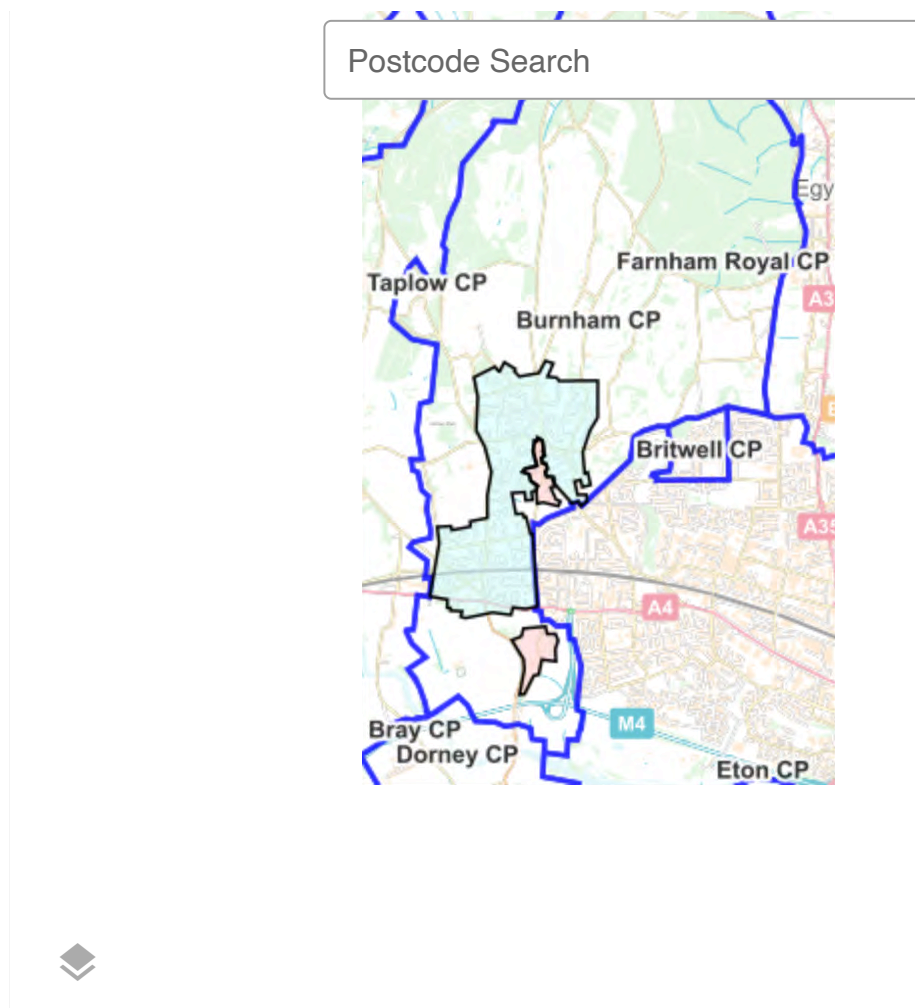 Postcode Search
Egy
Farnham Royal CP
Taplow CP
A3
Burnham CP
Britwell CP
A35
A4
M4
Bray CP
Dorney CP
Eton CP